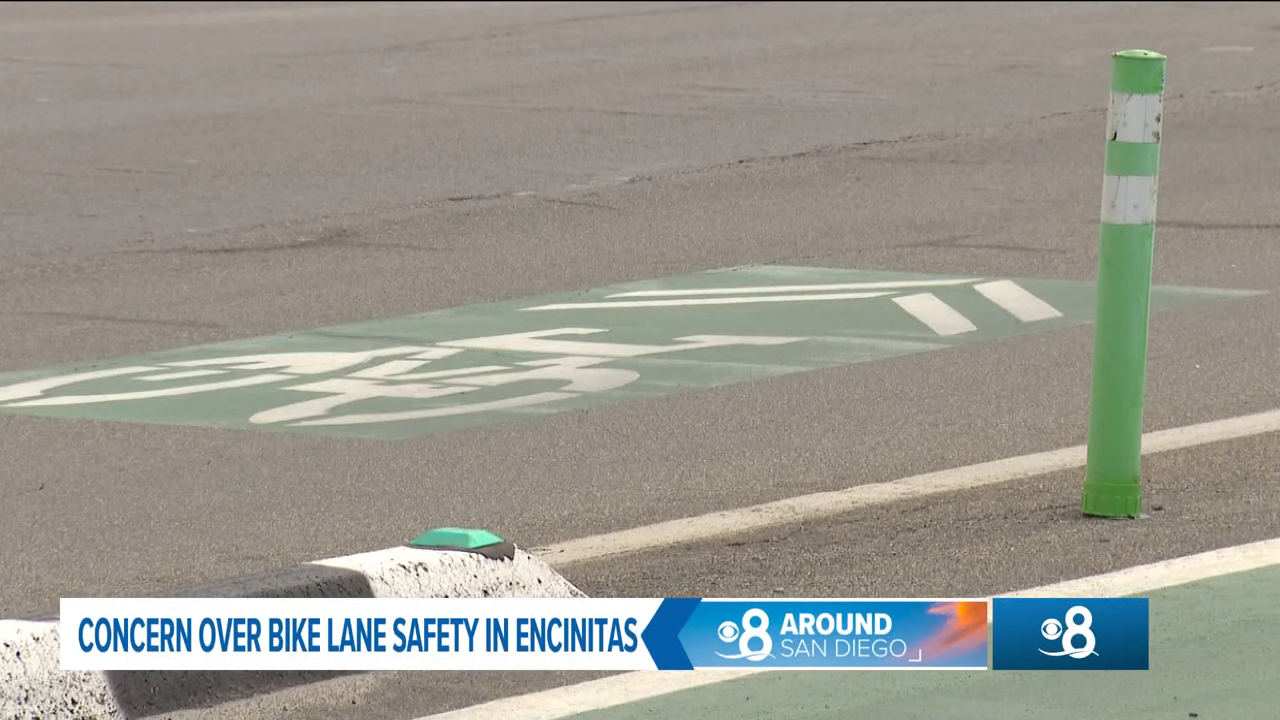 CONCERN OVER BIKE LANE SAFETY IN ENCINITAS
8 AROUND
SAN DIEGO
8